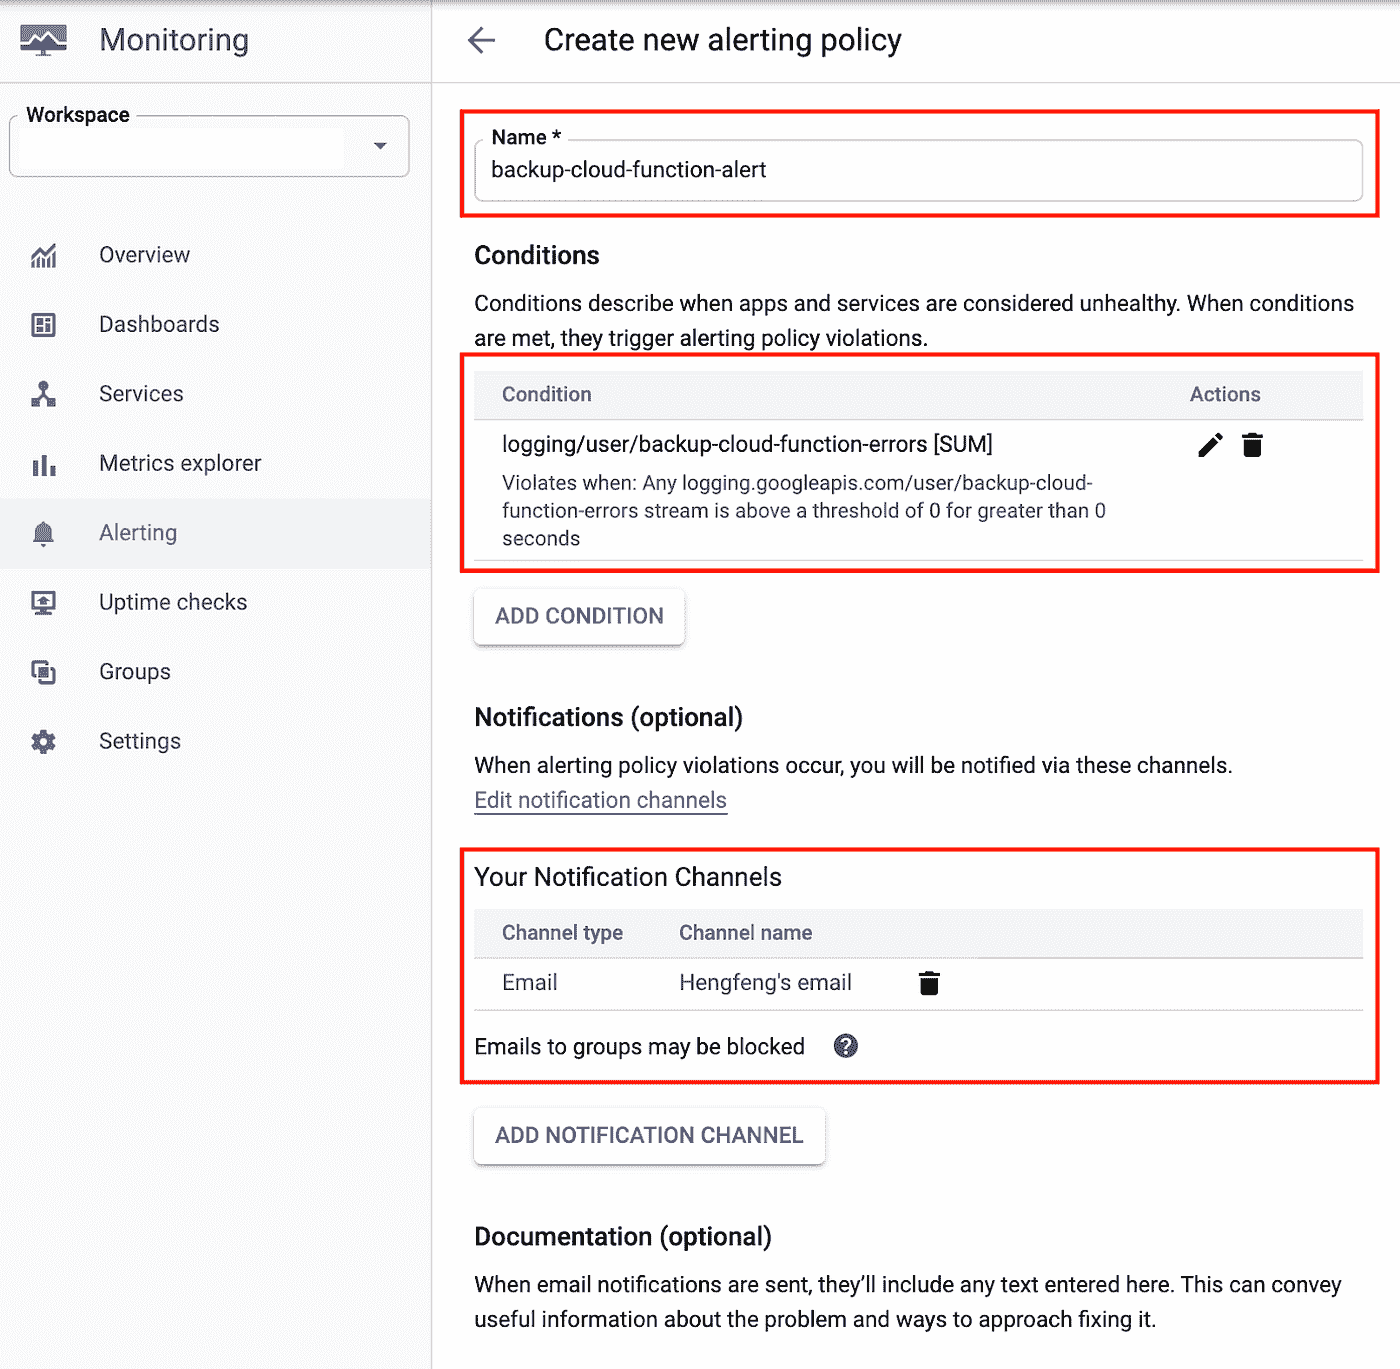 Monitoring
Create new alerting policy
Workspace
Overview
Dashboards
Services
Metrics explorer
Alerting
Uptime checks
Groups
Settings
Name *
backup-cloud-function-alert
Conditions
Conditions describe when apps and services are considered unhealthy. When conditions
are met, they trigger alerting policy violations.
Condition Actions
logging/user/backup-cloud-function-errors [SUM]
Violates when: Any logging.googleapis.com/user/backup-cloud-
function-errors stream is above a threshold of 0 for greater than 0
seconds
ADD CONDITION
Notifications (optional)
When alerting policy violations occur, you will be notified via these channels.
Edit notification channels
Your Notification Channels
Channel type Channel name
Email Hengfeng's email
Emails to groups may be blocked ?
ADD NOTIFICATION CHANNEL
Documentation (optional)
When email notifications are sent, they’ll include any text entered here. This can convey
useful information about the problem and ways to approach fixing it.